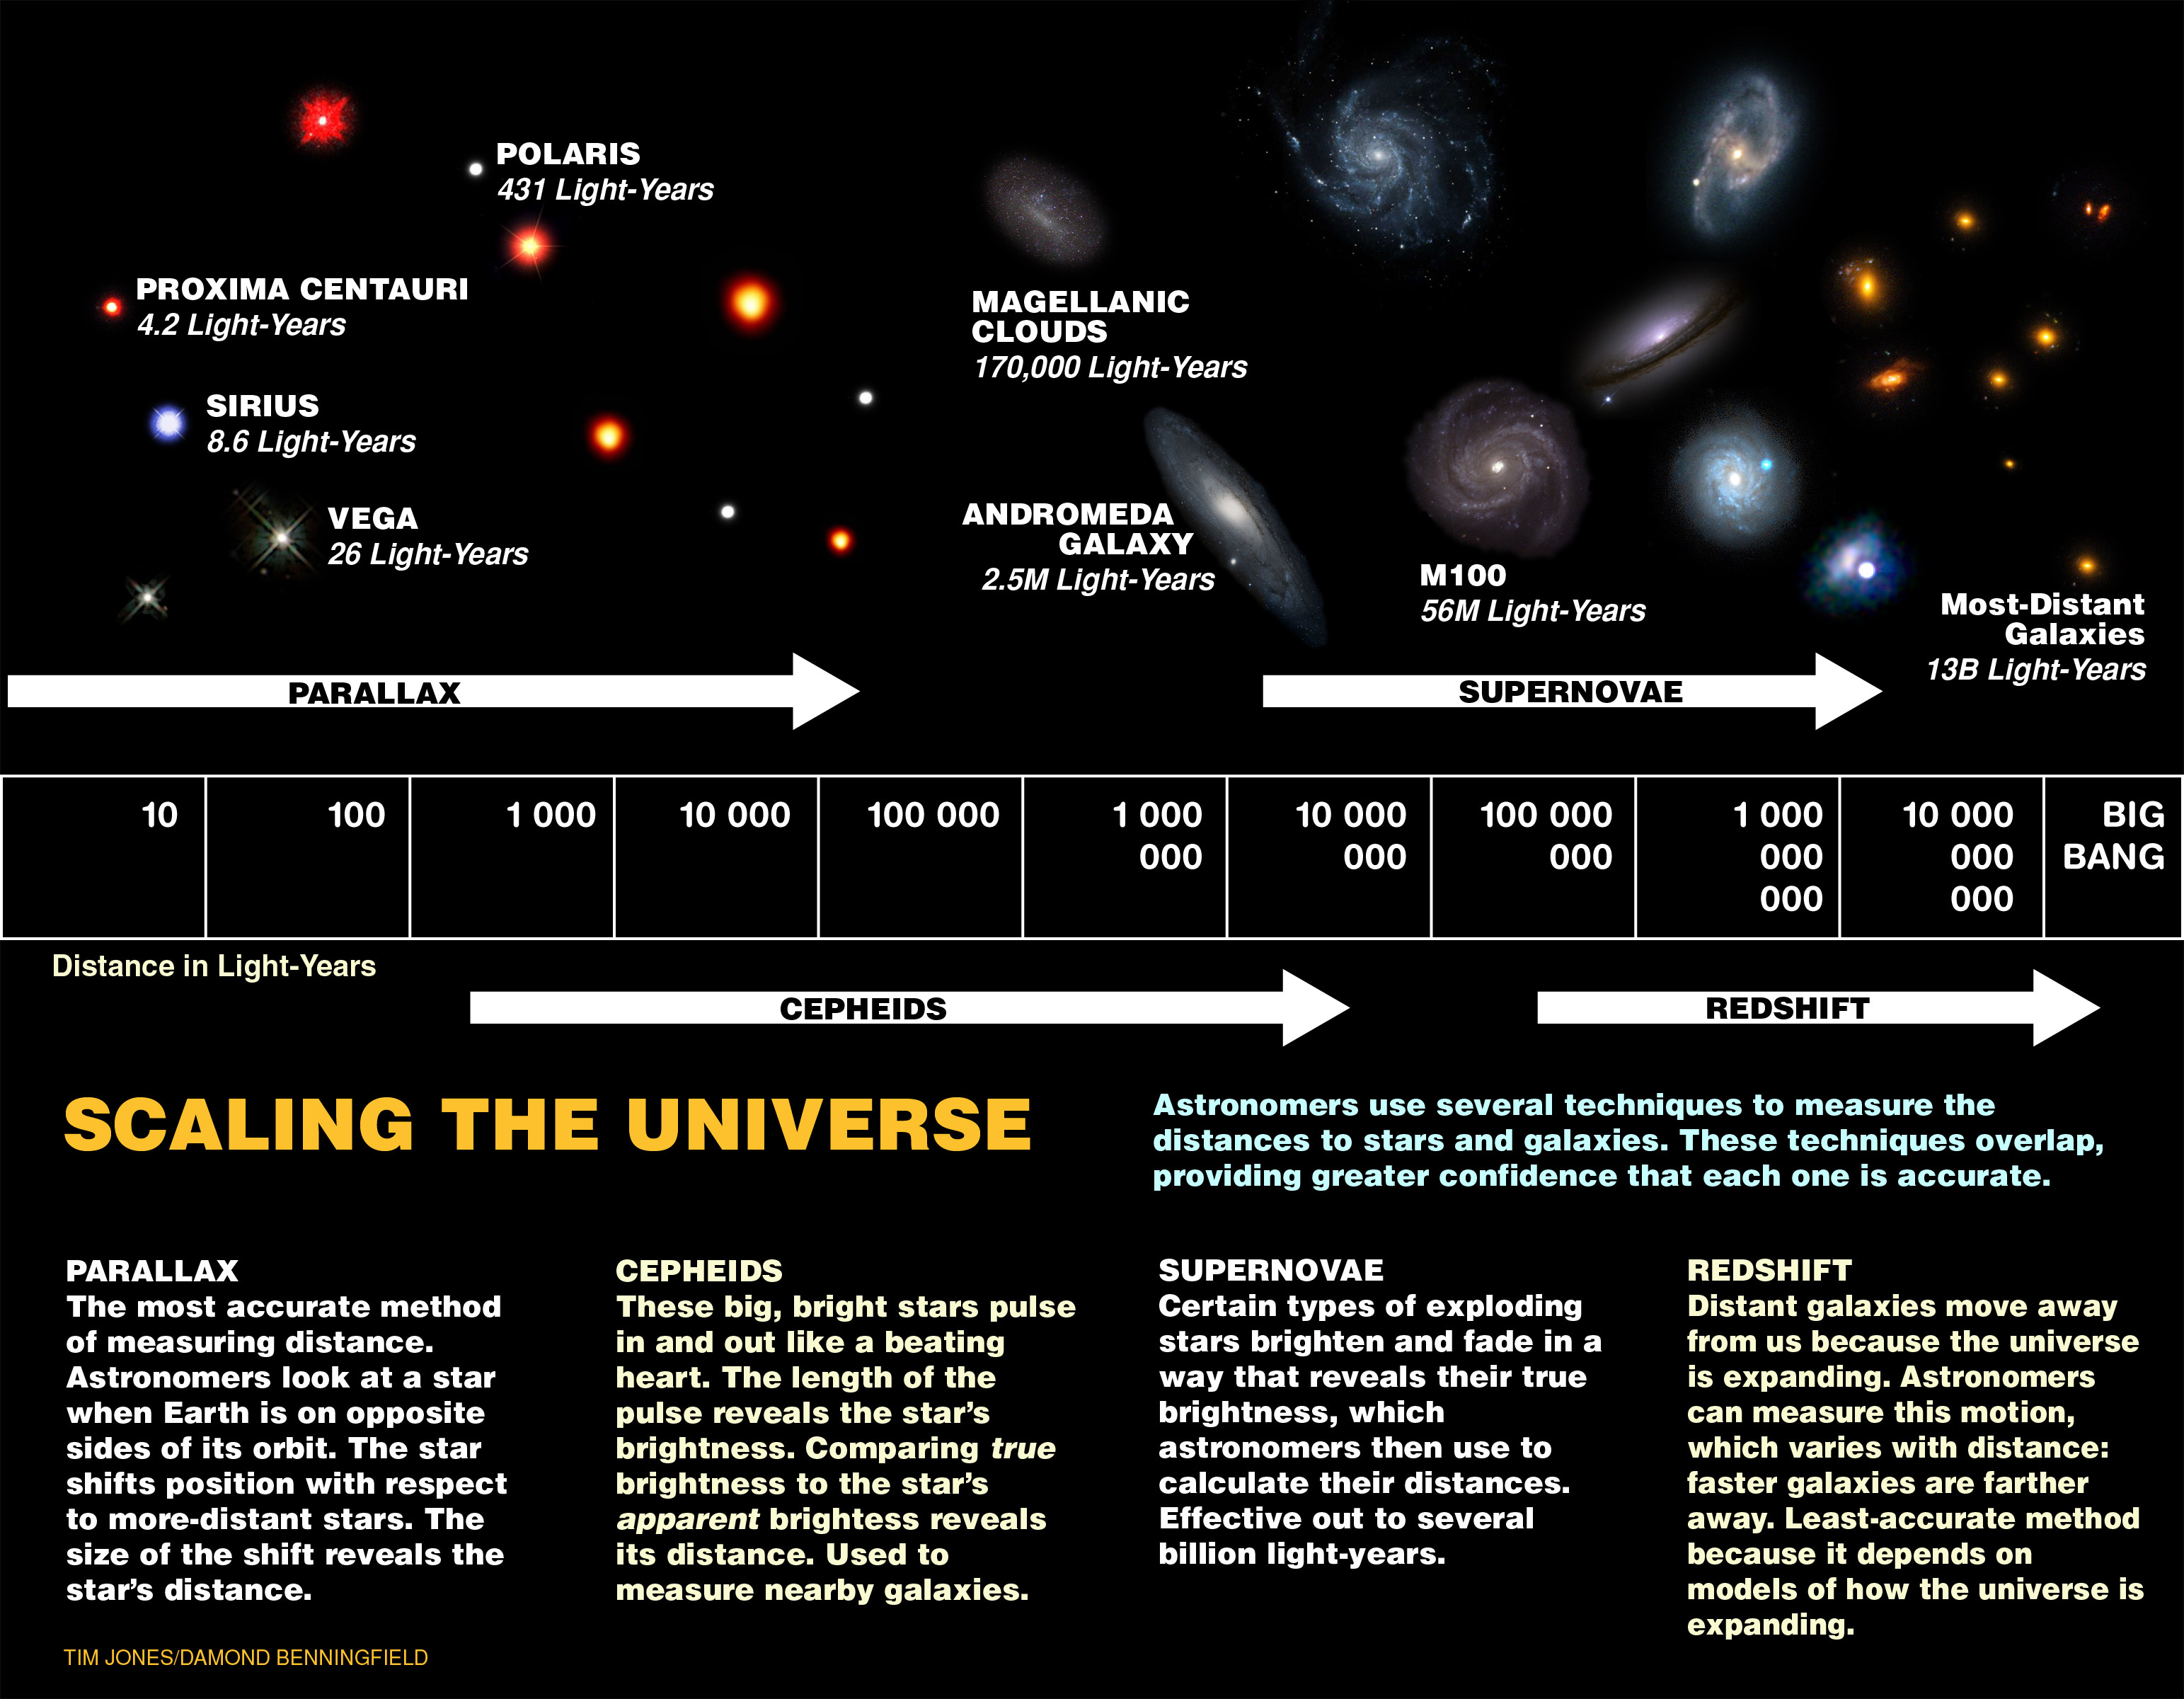 POLARIS
431 Light-Years
PROXIMA CENTAURI
4.2 Light-Years
SIRIUS
8.6 Light-Years
VEGA
26 Light-Years
MAGELLANIC
CLOUDS
170,000 Light-Years
ANDROMEDA
GALAXY
2.5M Light-Years
M100
56M Light-Years
Most-Distant
Galaxies
13B Light-Years
PARALLAX
SUPERNOVAE
10
100
1 000
10 000
100 000
1 000
000
10 000
000
100 000
000
1 000
000
000
10 000
000
000
BIG
BANG
Distance in Light-Years
CEPHEIDS
REDSHIFT
SCALING THE UNIVERSE
Astronomers use several techniques to measure the
distances to stars and galaxies. These techniques overlap,
providing greater confidence that each one is accurate.
PARALLAX
The most accurate method
of measuring distance.
Astronomers look at a star
when Earth is on opposite
sides of its orbit. The star
shifts position with respect
to more-distant stars. The
size of the shift reveals the
star’s distance.
CEPHEIDS
These big, bright stars pulse
in and out like a beating
heart. The length of the
pulse reveals the star’s
brightness. Comparing true
brightness to the star’s
apparent brightess reveals
its distance. Used to
measure nearby galaxies.
SUPERNOVAE
Certain types of exploding
stars brighten and fade in a
way that reveals their true
brightness, which
astronomers then use to
calculate their distances.
Effective out to several
billion light-years.
REDSHIFT
Distant galaxies move away
from us because the universe
is expanding. Astronomers
can measure this motion,
which varies with distance:
faster galaxies are farther
away. Least-accurate method
because it depends on
models of how the universe is
expanding.
TIM JONES/DAMOND BENNINGFIELD